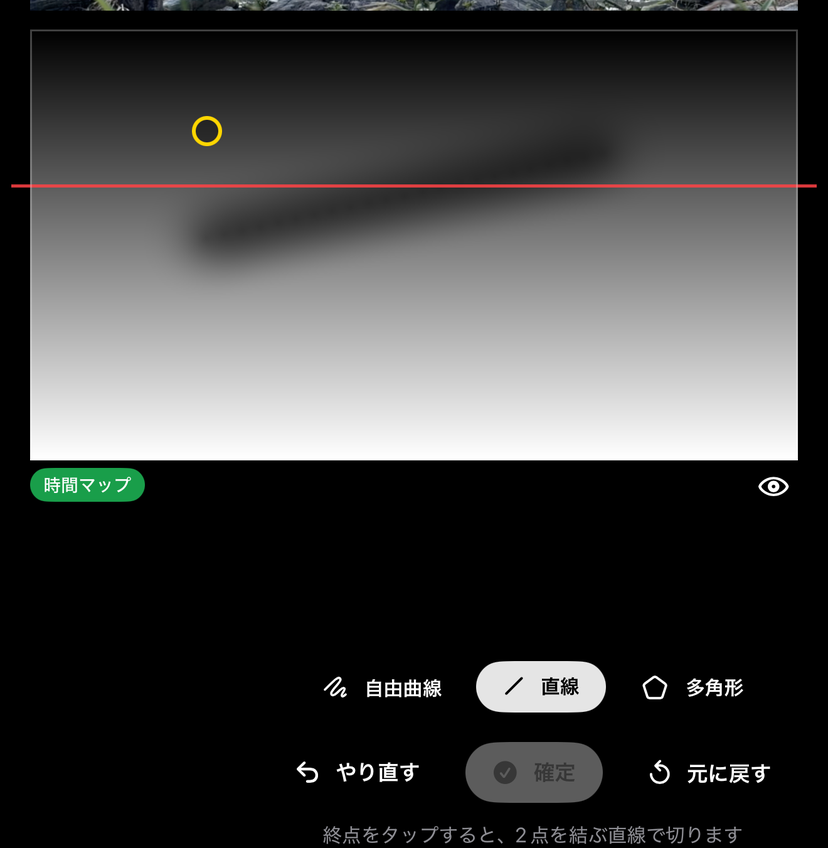 時間マップ
自由曲線
直線
多角形
やり直す
確定
元に戻す
終点をタップすると、2点を結ぶ直線で切ります